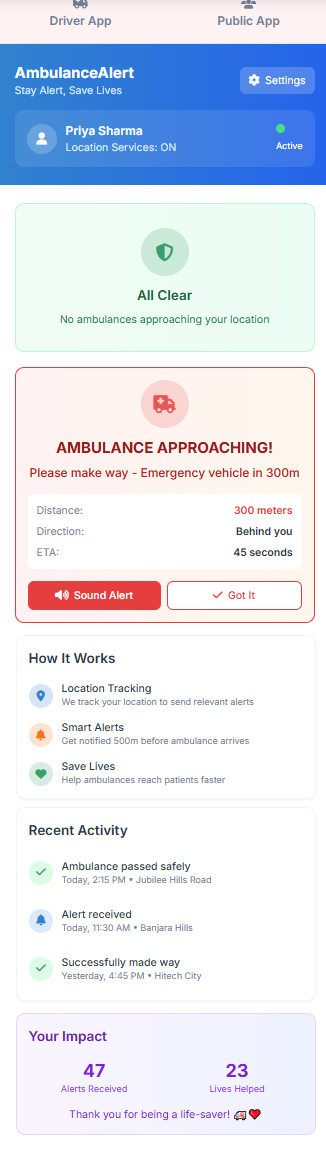 Driver App
Public App
AmbulanceAlert
Stay Alert, Save Lives
Settings
Priya Sharma
Location Services: ON
Active
All Clear
No ambulances approaching your location
AMBULANCE APPROACHING!
Please make way - Emergency vehicle in 300m
Distance: 300 meters
Direction: Behind you
ETA: 45 seconds
Sound Alert
Got It
How It Works
Location Tracking
We track your location to send relevant alerts
Smart Alerts
Get notified 500m before ambulance arrives
Save Lives
Help ambulances reach patients faster
Recent Activity
Ambulance passed safely
Today, 2:15 PM • Jubilee Hills Road
Alert received
Today, 11:30 AM • Banjara Hills
Successfully made way
Yesterday, 4:45 PM • Hitech City
Your Impact
47
Alerts Received
23
Lives Helped
Thank you for being a life-saver! 🚑❤️